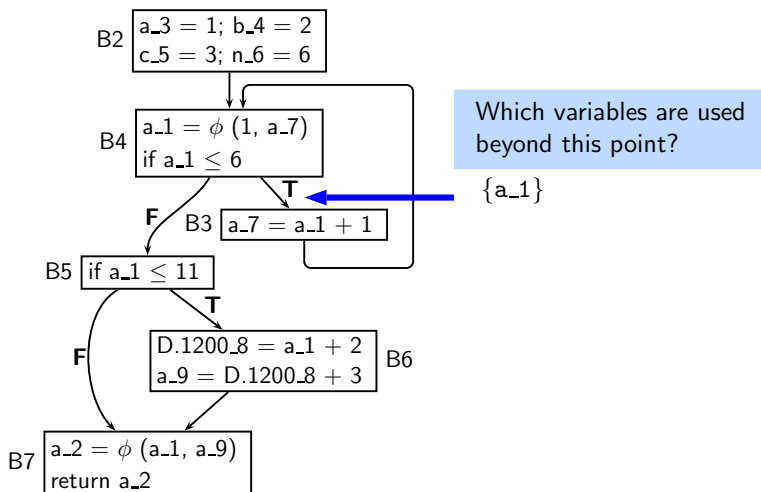 B2
a_3 = 1; b_4 = 2
c_5 = 3; n_6 = 6
B4
a_1 = ϕ (1, a_7)
if a_1 ≤ 6
Which variables are used
beyond this point?
{a_1}
F
T
B3
a_7 = a_1 + 1
B5
if a_1 ≤ 11
F
T
D.1200_8 = a_1 + 2
a_9 = D.1200_8 + 3
B6
B7
a_2 = ϕ (a_1, a_9)
return a_2